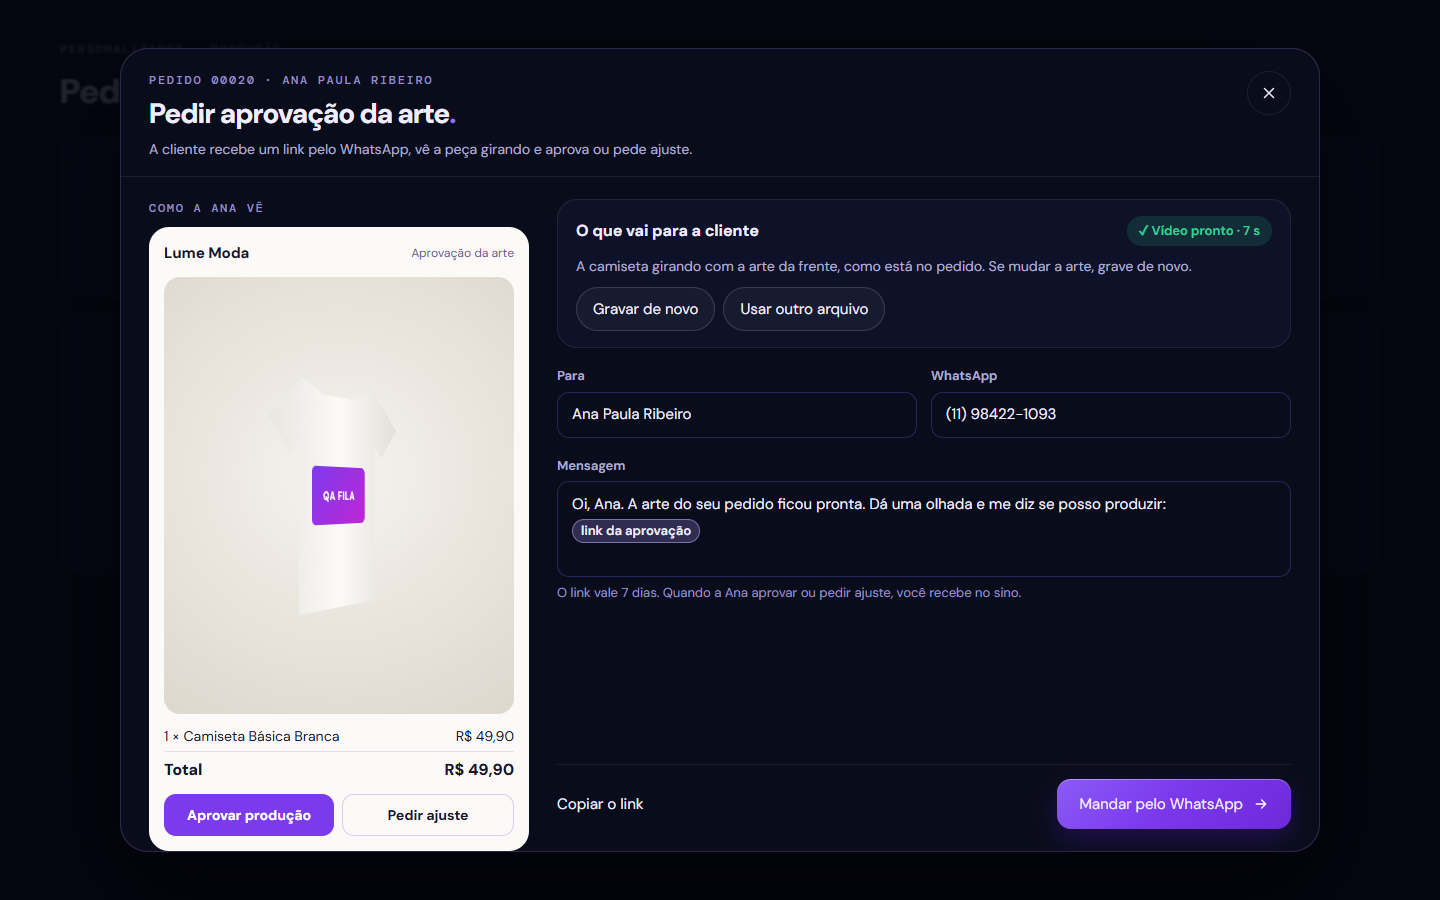 Ped
PEDIDO 00020 · ANA PAULA RIBEIRO
Pedir aprovação da arte.
A cliente recebe um link pelo WhatsApp, vê a peça girando e aprova ou pede ajuste.
COMO A ANA VÊ
Lume Moda
Aprovação da arte
QA FILA
1 × Camiseta Básica Branca
R$ 49,90
Total
R$ 49,90
Aprovar produção
Pedir ajuste
O que vai para a cliente
✓ Vídeo pronto · 7 s
A camiseta girando com a arte da frente, como está no pedido. Se mudar a arte, grave de novo.
Gravar de novo
Usar outro arquivo
Para
WhatsApp
Ana Paula Ribeiro
(11) 98422-1093
Mensagem
Oi, Ana. A arte do seu pedido ficou pronta. Dá uma olhada e me diz se posso produzir:
link da aprovação
O link vale 7 dias. Quando a Ana aprovar ou pedir ajuste, você recebe no sino.
Copiar o link
Mandar pelo WhatsApp →